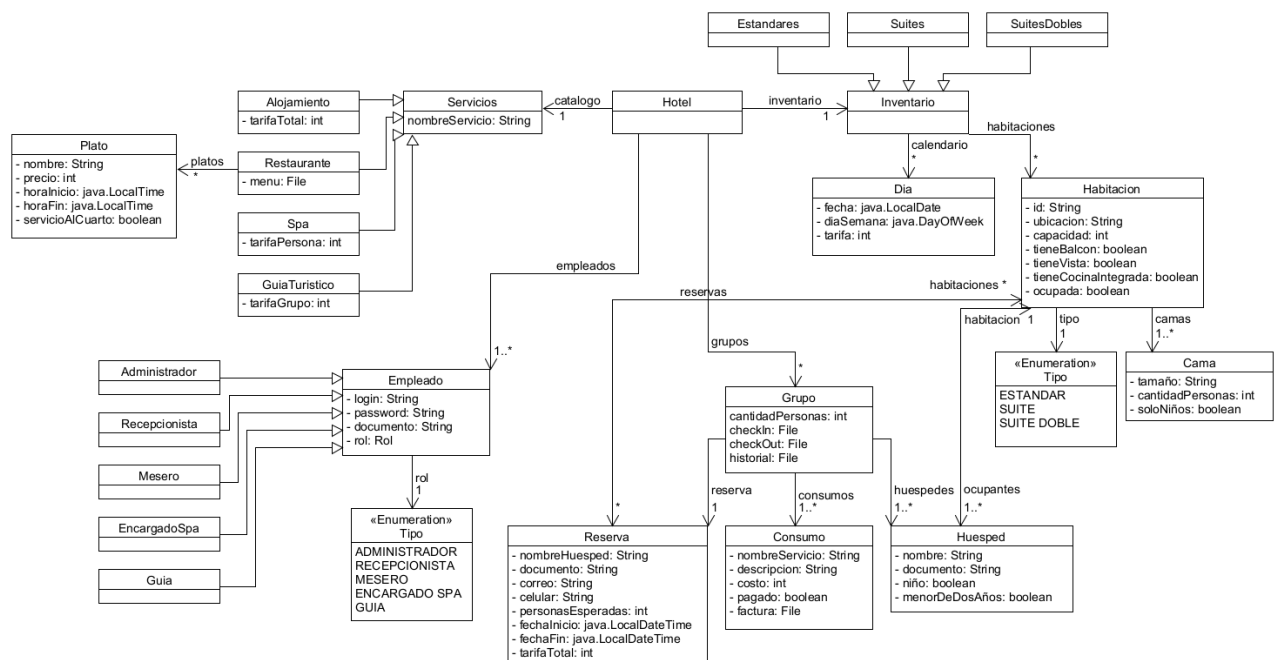 Estandares
Suites
SuitesDobles
Alojamiento
- tarifaTotal: int
Servicios
nombreServicio: String
catalogo
1
Hotel
inventario
1
Inventario
habitaciones
*
calendario
*
Plato
- nombre: String
- precio: int
- horaInicio: java.LocalTime
- horaFin: java.LocalTime
- servicioAlCuarto: boolean
platos
*
Restaurante
- menu: File
Spa
- tarifaPersona: int
GuiaTuristico
- tarifaGrupo: int
Dia
- fecha: java.LocalDate
- diaSemana: java.DayOfWeek
- tarifa: int
Habitacion
- id: String
- ubicacion: String
- capacidad: int
- tieneBalcon: boolean
- tieneVista: boolean
- tieneCocinaIntegrada: boolean
- ocupada: boolean
empleados
1..*
reservas
*
habitaciones *
habitacion 1
tipo
1
camas
1..*
grupos
*
«Enumeration»
Tipo
ESTANDAR
SUITE
SUITE DOBLE
Cama
- tamaño: String
- cantidadPersonas: int
- soloNiños: boolean
Administrador
Recepcionista
Mesero
EncargadoSpa
Guia
Empleado
- login: String
- password: String
- documento: String
- rol: Rol
rol
1
«Enumeration»
Tipo
ADMINISTRADOR
RECEPCIONISTA
MESERO
ENCARGADO SPA
GUIA
Grupo
cantidadPersonas: int
checkIn: File
checkOut: File
historial: File
reserva
1
consumos
1..*
huespedes
1..*
ocupantes
1..*
Reserva
- nombreHuesped: String
- documento: String
- correo: String
- celular: String
- personasEsperadas: int
- fechaInicio: java.LocalDateTime
- fechaFin: java.LocalDateTime
- tarifaTotal: int
Consumo
- nombreServicio: String
- descripcion: String
- costo: int
- pagado: boolean
- factura: File
Huesped
- nombre: String
- documento: String
- niño: boolean
- menorDeDosAños: boolean